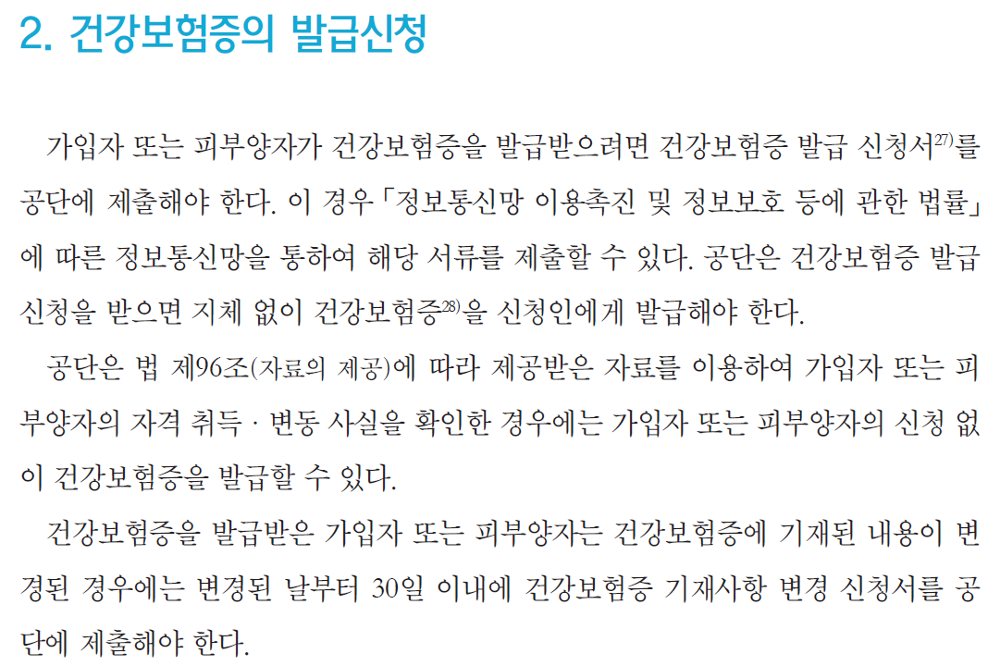 2. 건강보험증의 발급신청
가입자 또는 피부양자가 건강보험증을 발급받으려면 건강보험증 발급 신청서27)를
공단에 제출해야 한다. 이 경우 「정보통신망 이용촉진 및 정보보호 등에 관한 법률」
에 따른 정보통신망을 통하여 해당 서류를 제출할 수 있다. 공단은 건강보험증 발급
신청을 받으면 지체 없이 건강보험증28)을 신청인에게 발급해야 한다.
공단은 법 제96조(자료의 제공)에 따라 제공받은 자료를 이용하여 가입자 또는 피
부양자의 자격 취득 · 변동 사실을 확인한 경우에는 가입자 또는 피부양자의 신청 없
이 건강보험증을 발급할 수 있다.
건강보험증을 발급받은 가입자 또는 피부양자는 건강보험증에 기재된 내용이 변
경된 경우에는 변경된 날부터 30일 이내에 건강보험증 기재사항 변경 신청서를 공
단에 제출해야 한다.